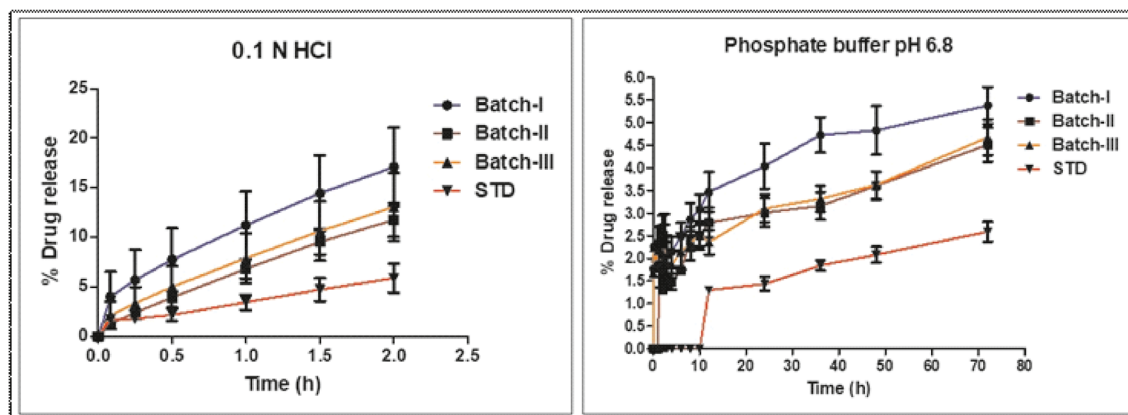 0.1 N HCl
% Drug release
25
20
15
10
5
0
0.0 0.5 1.0 1.5 2.0 2.5
Time (h)
Batch-I
Batch-II
Batch-III
STD
Phosphate buffer pH 6.8
% Drug release
6.0
5.5
5.0
4.5
4.0
3.5
3.0
2.5
2.0
1.5
1.0
0.5
0.0
0 10 20 30 40 50 60 70 80
Time (h)
Batch-I
Batch-II
Batch-III
STD